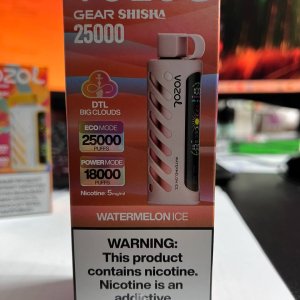 GEAR SHISHA
25000
DTL
BIG CLOUDS
ECO MODE
25000
PUFFS
POWER MODE
18000
PUFFS
Nicotine: 5mg/ml
VOZOL
WATERMELON ICE
WARNING:
This product
contains nicotine.
Nicotine is an
addictive